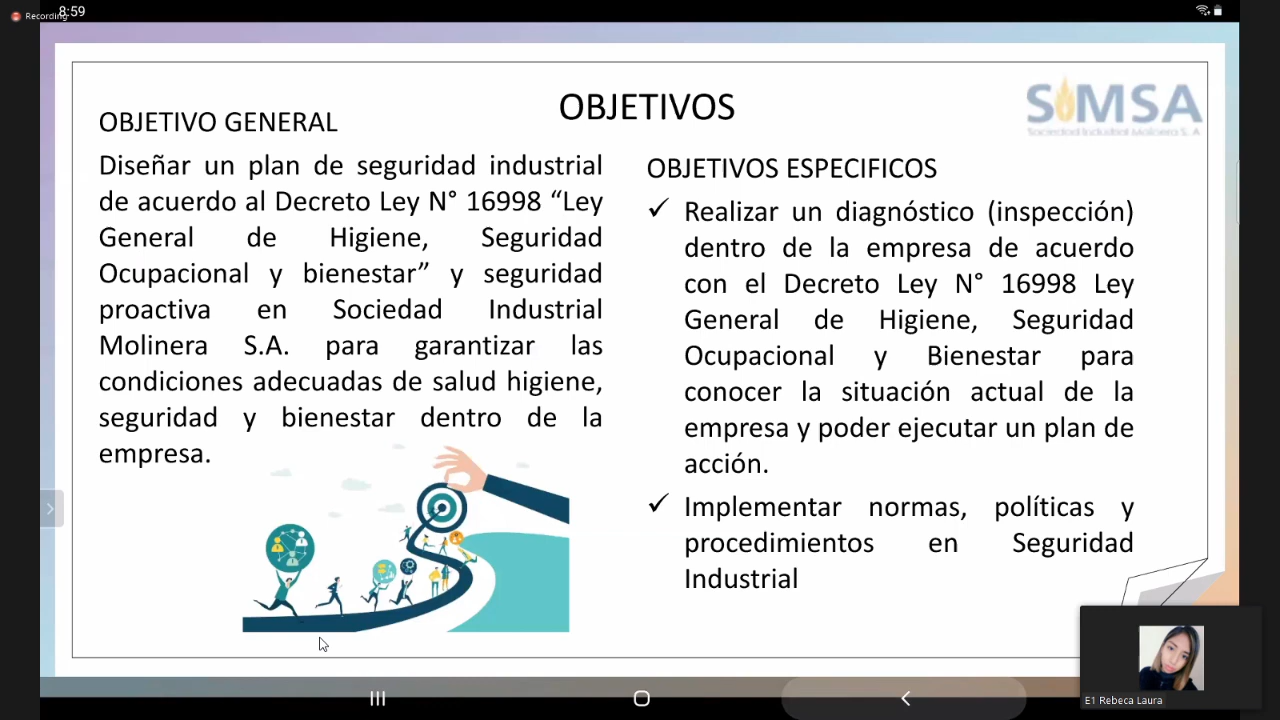 Recording
8:59
OBJETIVOS
SIMSA
Sociedad Industrial Molinera S. A.
OBJETIVO GENERAL
Diseñar un plan de seguridad industrial
de acuerdo al Decreto Ley N° 16998 “Ley
General de Higiene, Seguridad
Ocupacional y bienestar” y seguridad
proactiva en Sociedad Industrial
Molinera S.A. para garantizar las
condiciones adecuadas de salud higiene,
seguridad y bienestar dentro de la
empresa.
OBJETIVOS ESPECIFICOS
✓ Realizar un diagnóstico (inspección)
dentro de la empresa de acuerdo
con el Decreto Ley N° 16998 Ley
General de Higiene, Seguridad
Ocupacional y Bienestar para
conocer la situación actual de la
empresa y poder ejecutar un plan de
acción.
✓ Implementar normas, políticas y
procedimientos en Seguridad
Industrial
E1 Rebeca Laura